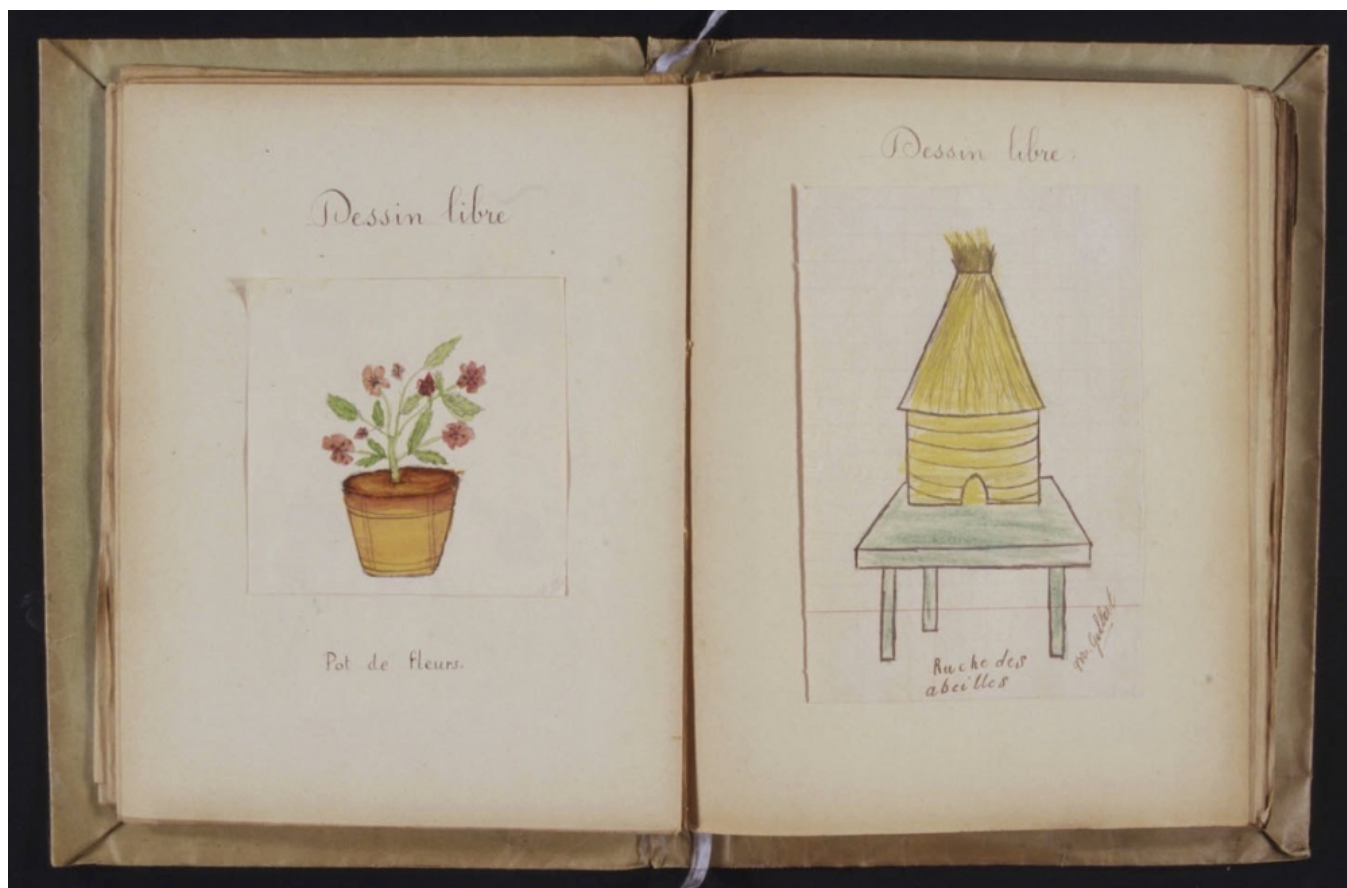 Dessin libre
Pot de fleurs.
Dessin libre
Ruche des
abeilles